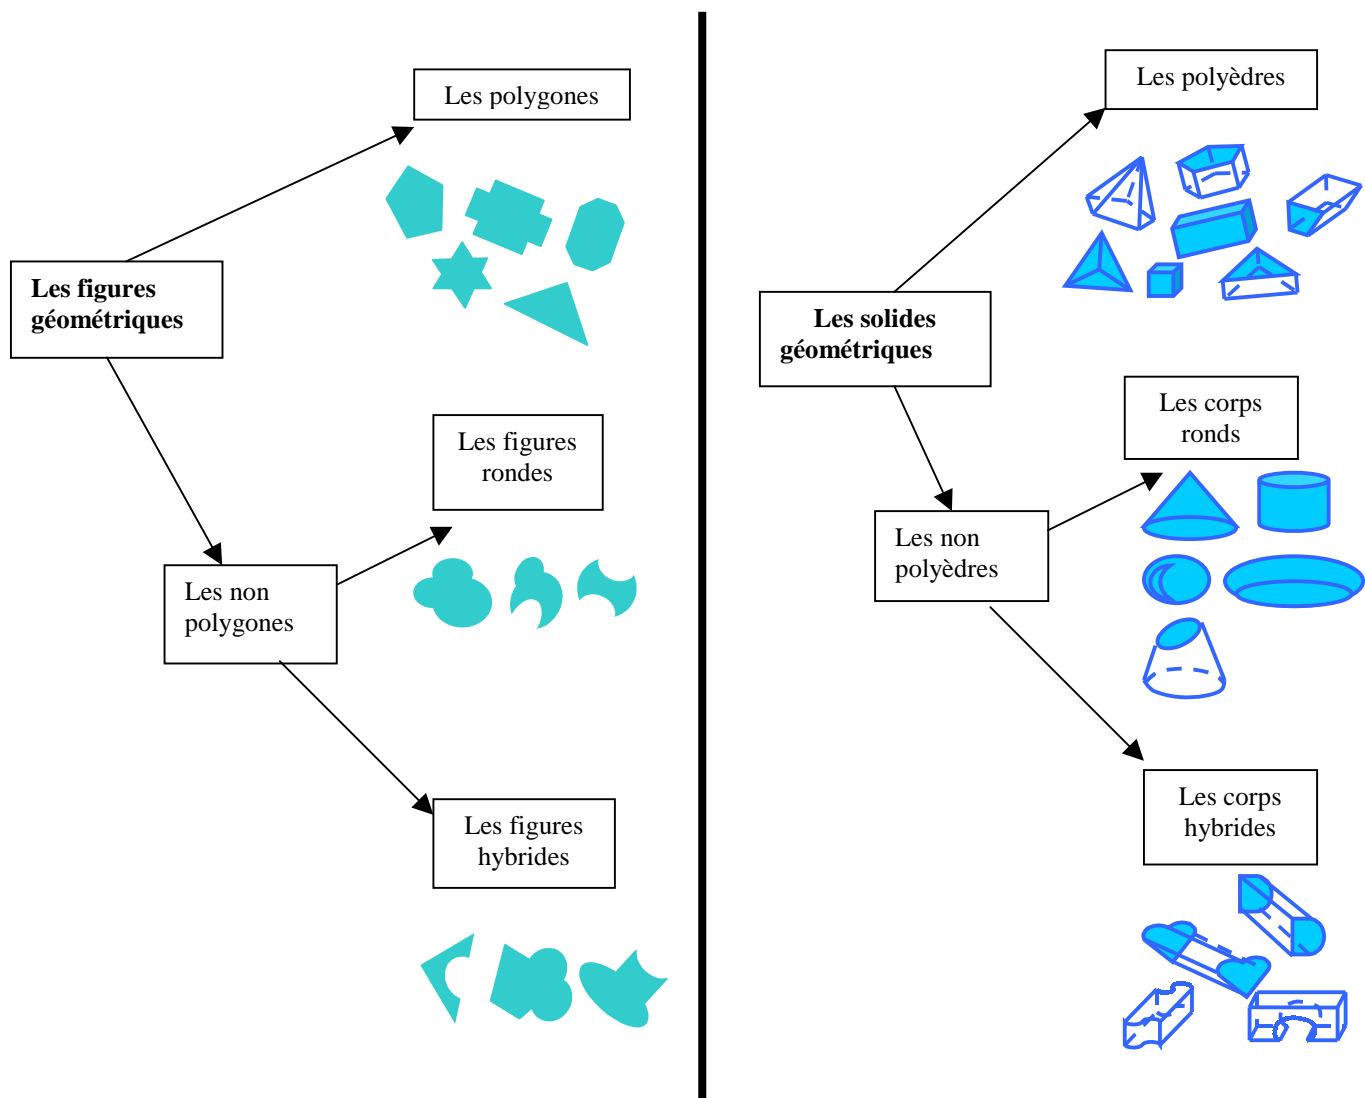 Les polygones
Les figures
géométriques
Les figures
rondes
Les non
polygones
Les figures
hybrides
Les polyèdres
Les solides
géométriques
Les corps
ronds
Les non
polyèdres
Les corps
hybrides